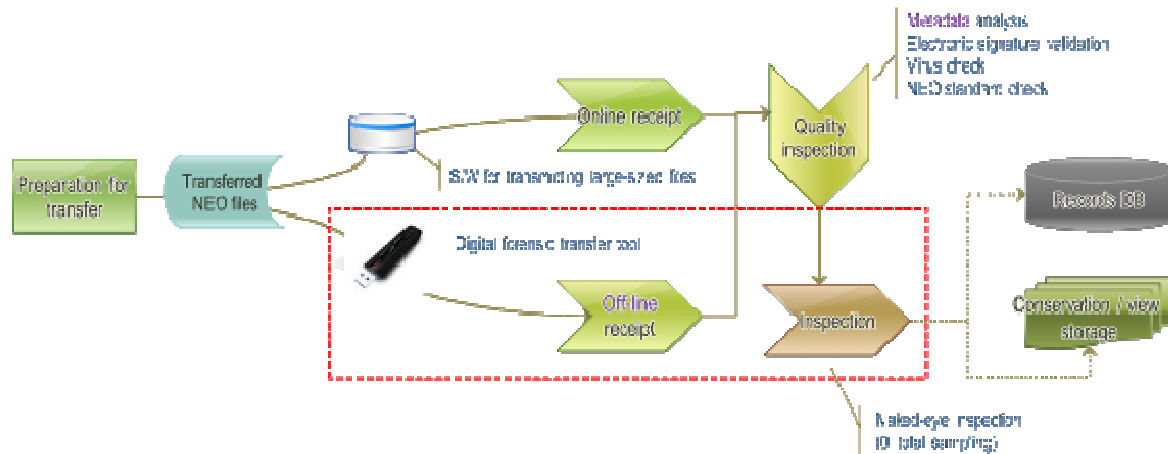 Metadata analysis
Electronic signature validation
Virus check
NEO standard check
Online receipt
Quality
inspection
S/W for transmitting large-sized files
Preparation for
transfer
Transferred
NEO files
Records DB
Digital forensic transfer tool
Off-line
receipt
Inspection
Conservation / view
storage
Naked-eye inspection
total sampling)